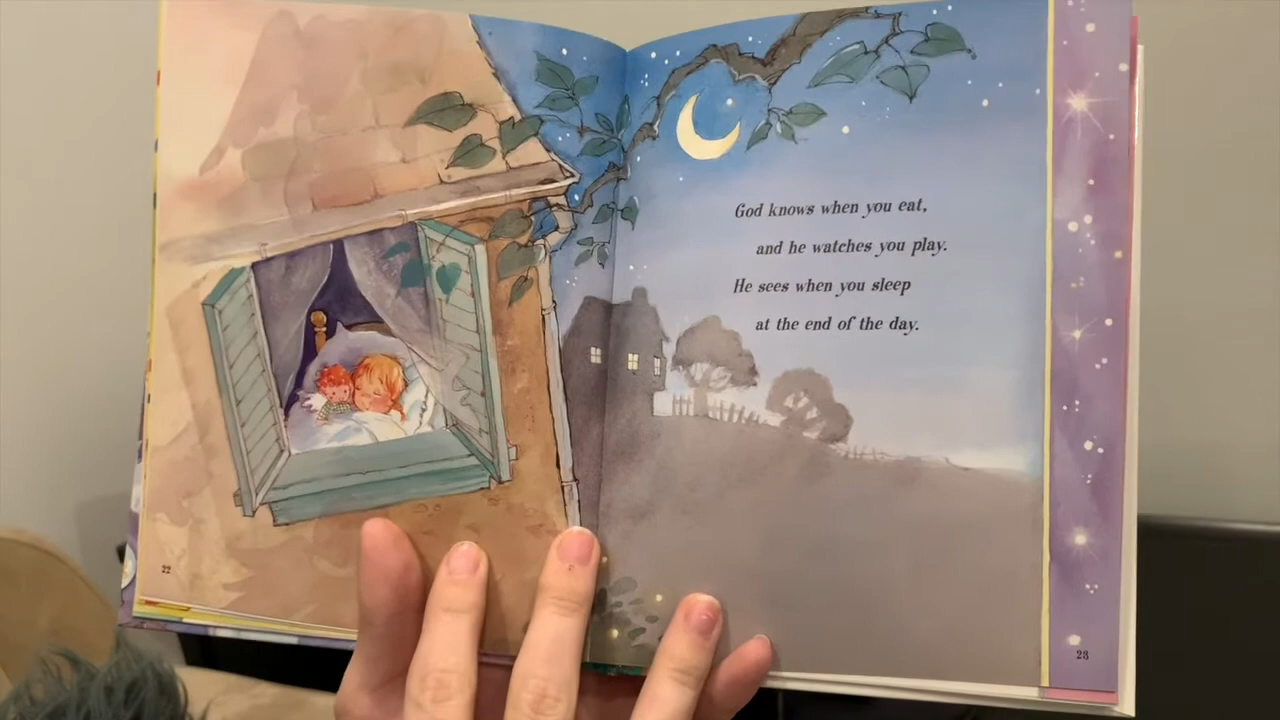 God knows when you eat,
and he watches you play.
He sees when you sleep
at the end of the day.
22
23